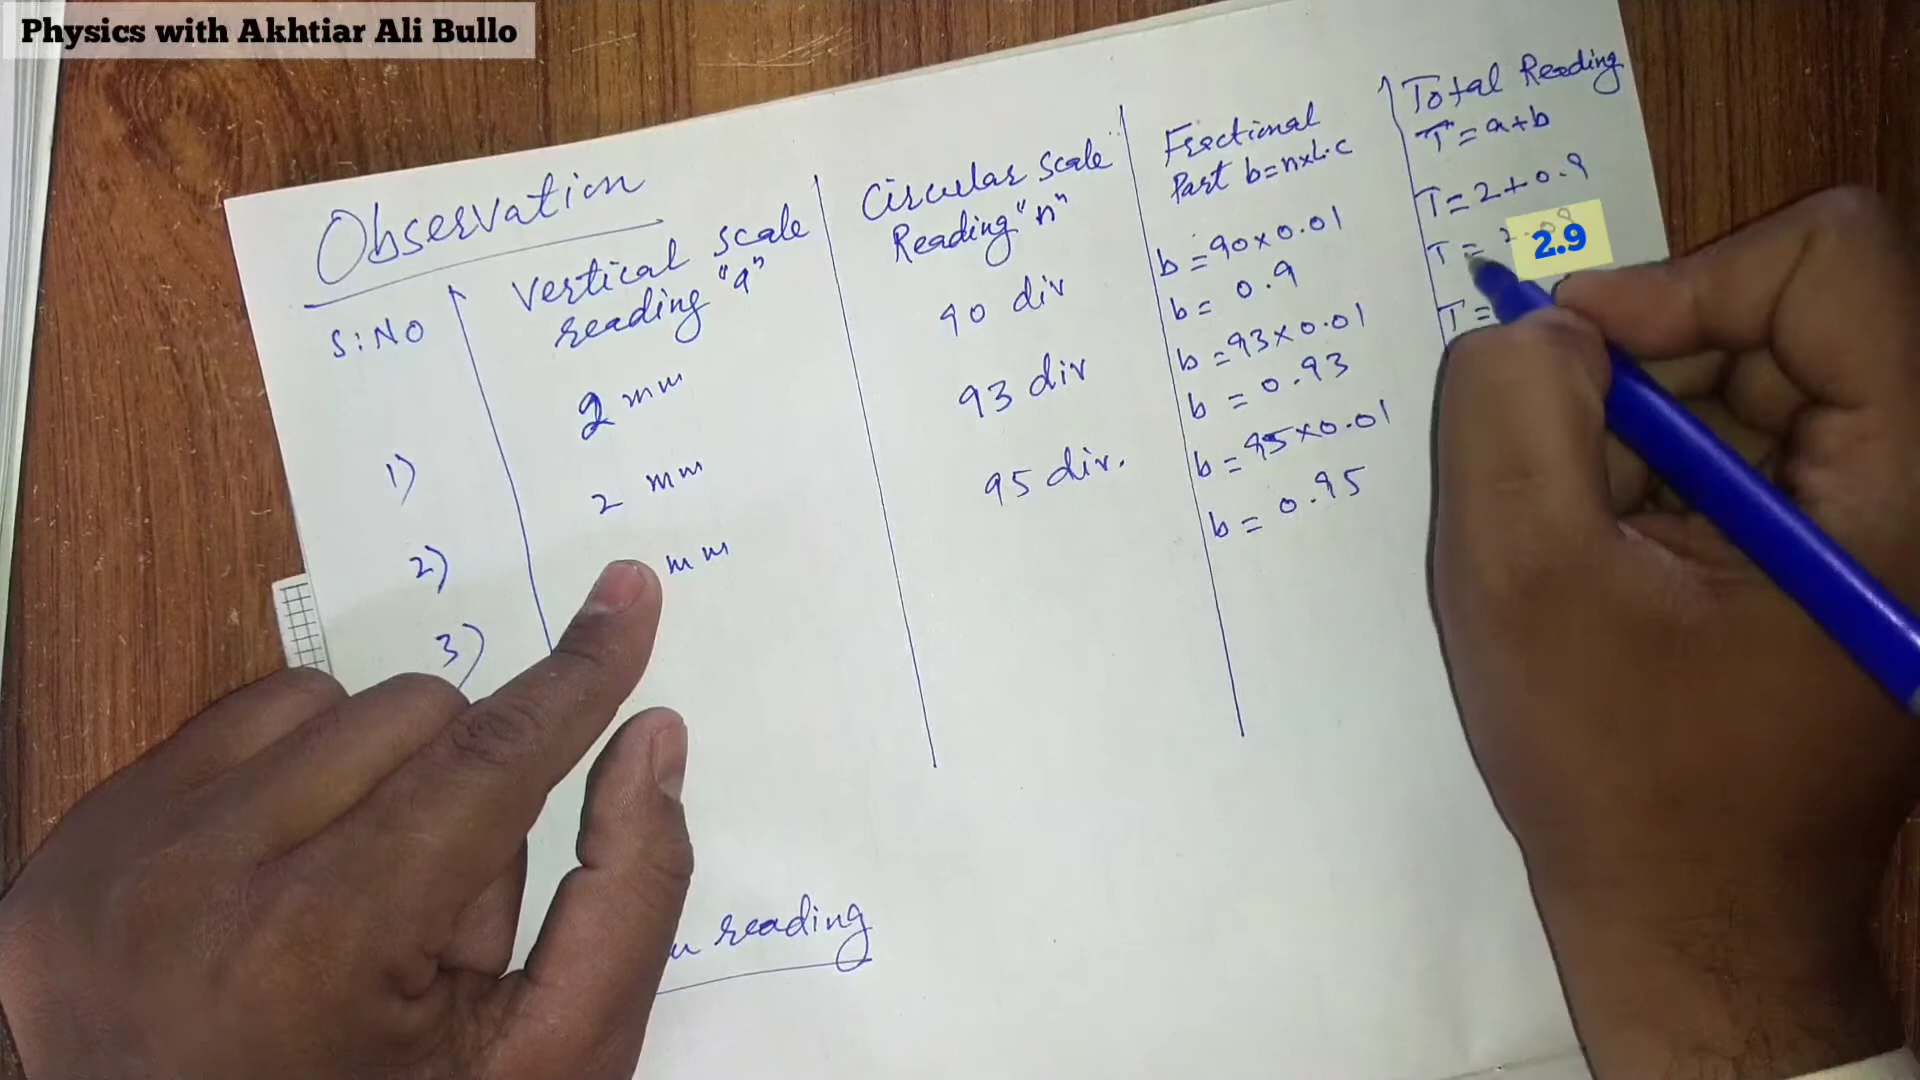 Physics with Akhtiar Ali Bullo
Observation
S:NO
1)
2)
3)
Vertical scale
reading "a"
2 mm
2 mm
mm
Circular Scale
Reading "n"
90 div
93 div
95 div.
Fractional
Part b=n×L.C
b = 90×0.01
b = 0.9
b = 93×0.01
b = 0.93
b = 95×0.01
b = 0.95
Total Reading
T = a+b
T = 2+0.9
T = 2.9
T =
reading